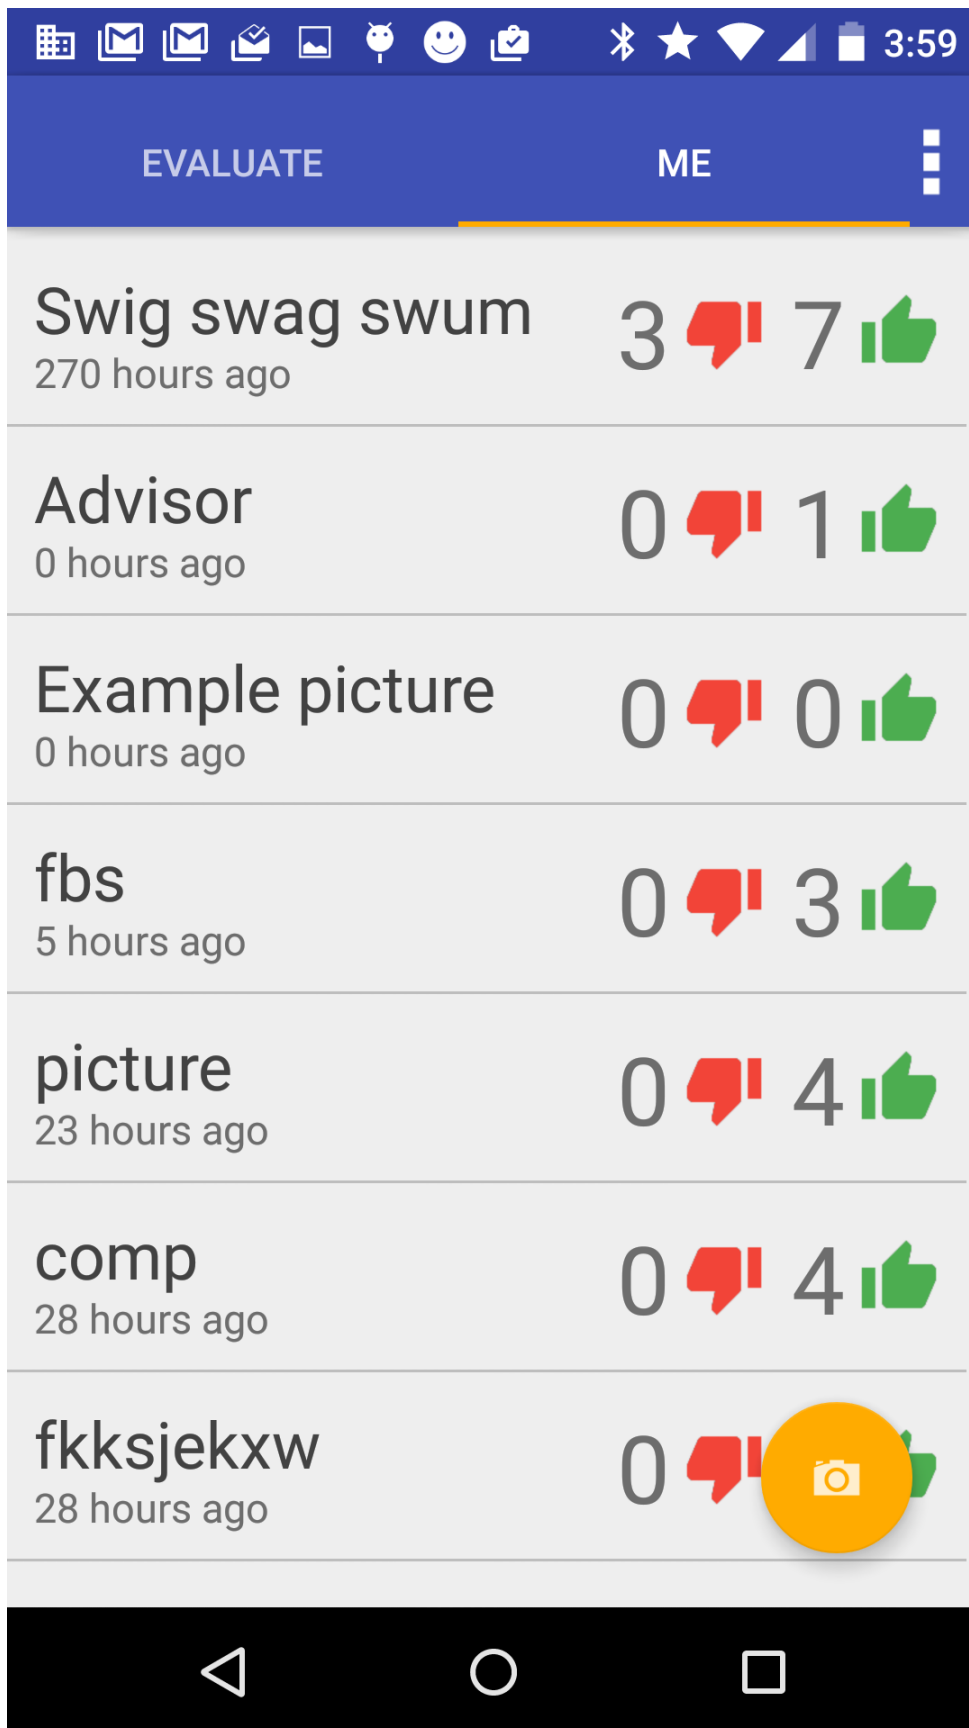 3:59
EVALUATE ME
Swig swag swum 3 7
270 hours ago
Advisor 0 1
0 hours ago
Example picture 0 0
0 hours ago
fbs 0 3
5 hours ago
picture 0 4
23 hours ago
comp 0 4
28 hours ago
fkksjekxw 0
28 hours ago